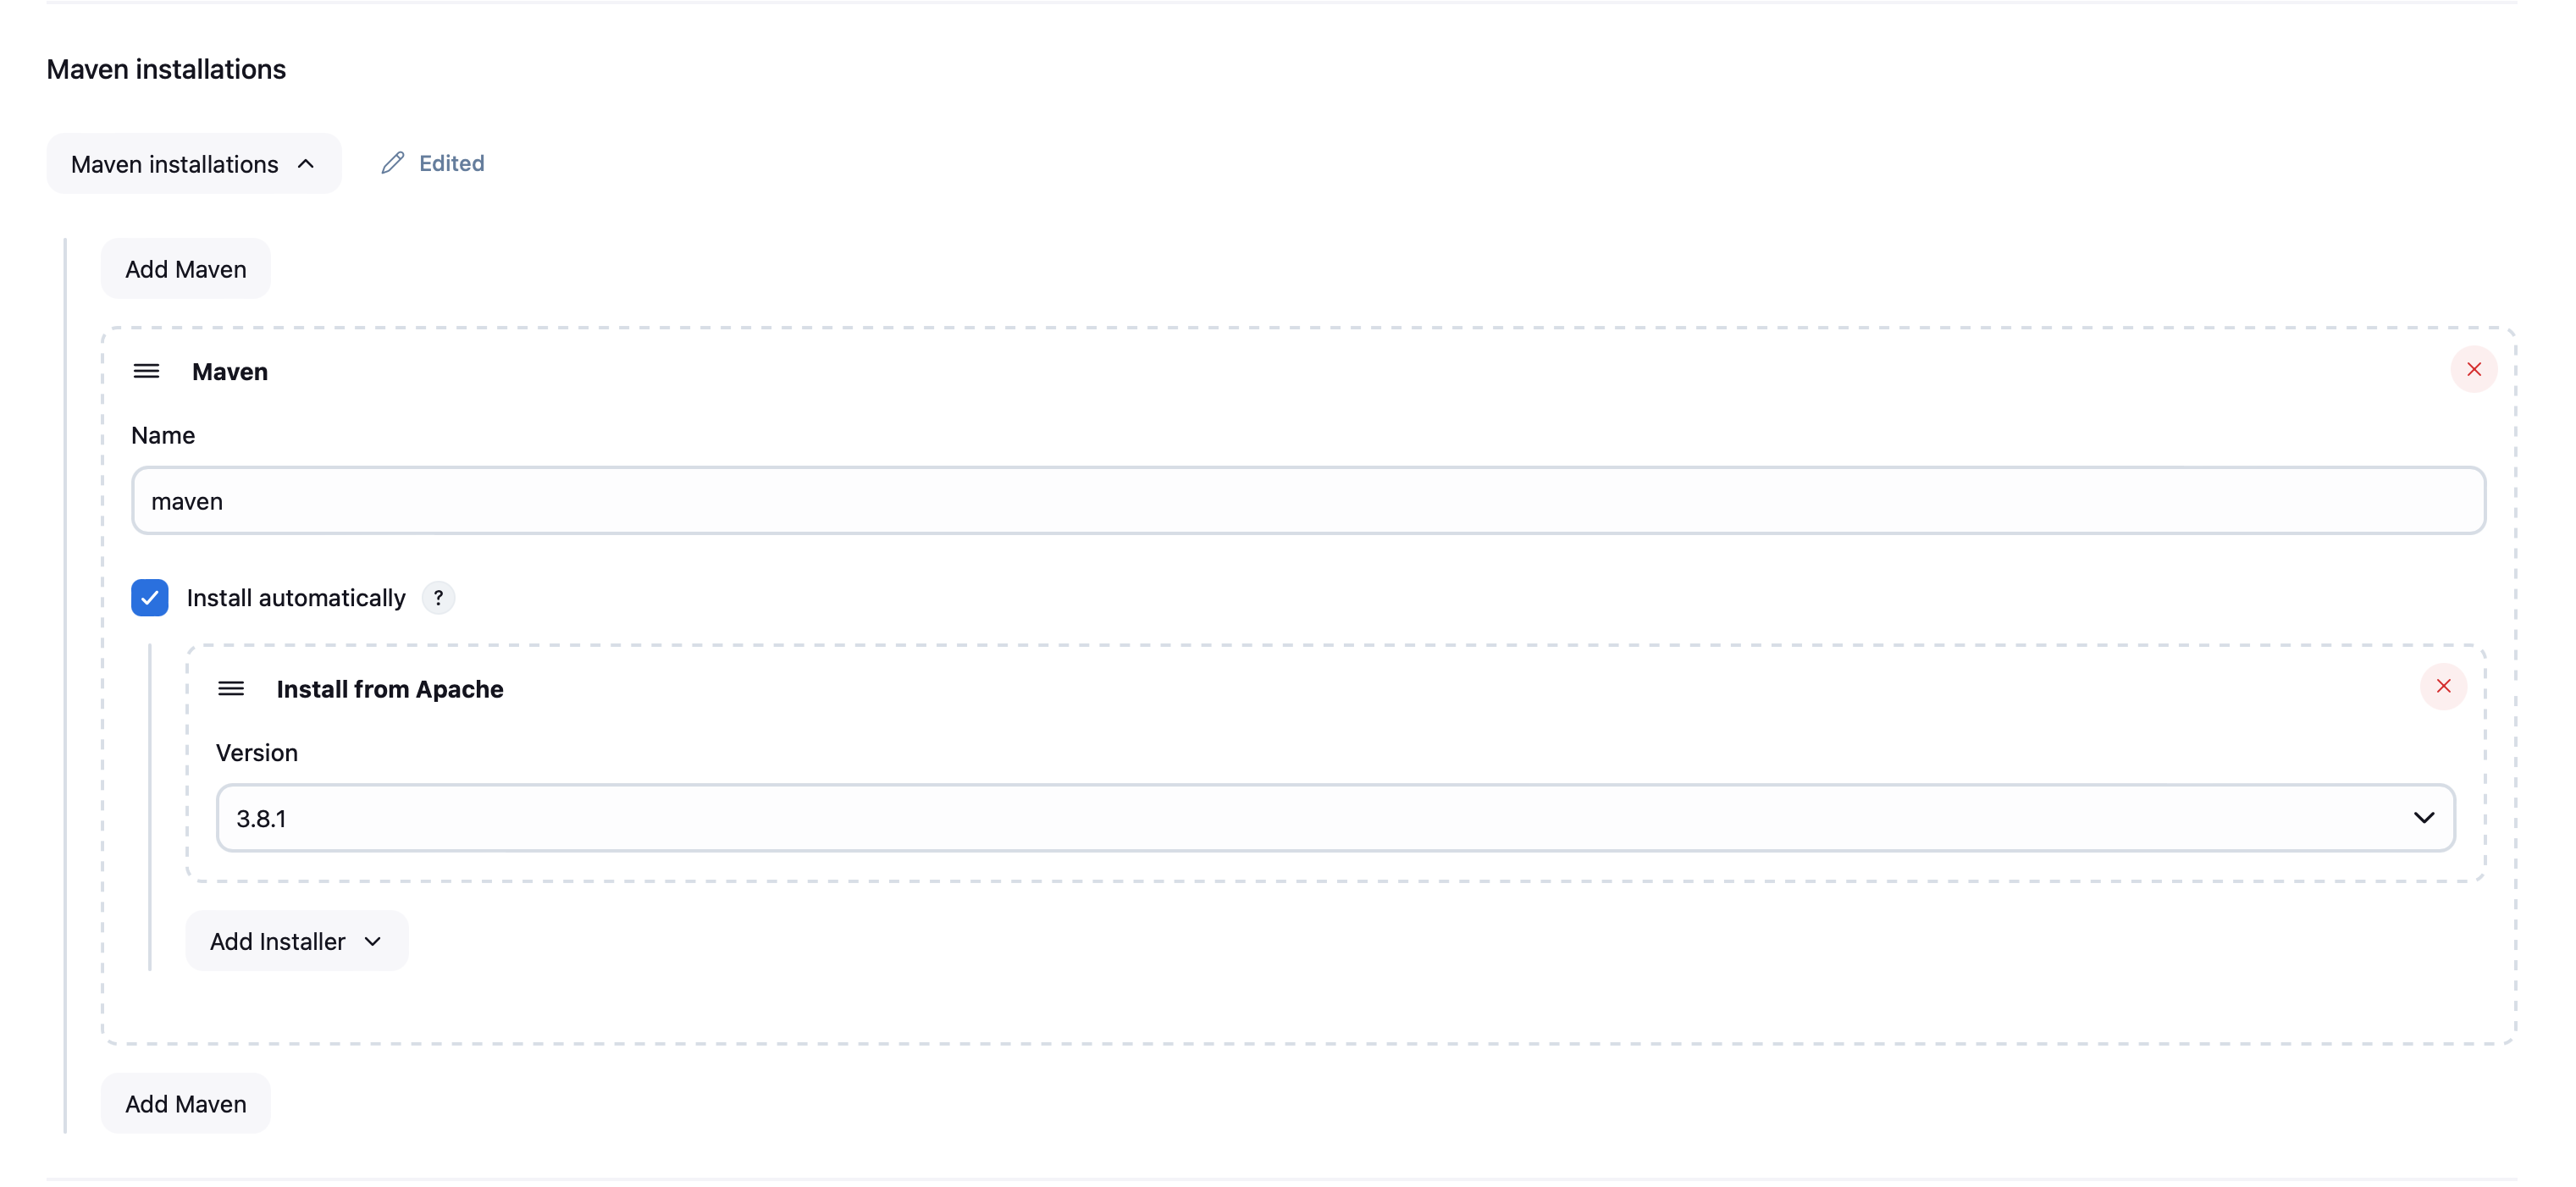 Maven installations
Maven installations
Edited
Add Maven
Maven
Name
maven
Install automatically ?
Install from Apache
Version
3.8.1
Add Installer
Add Maven